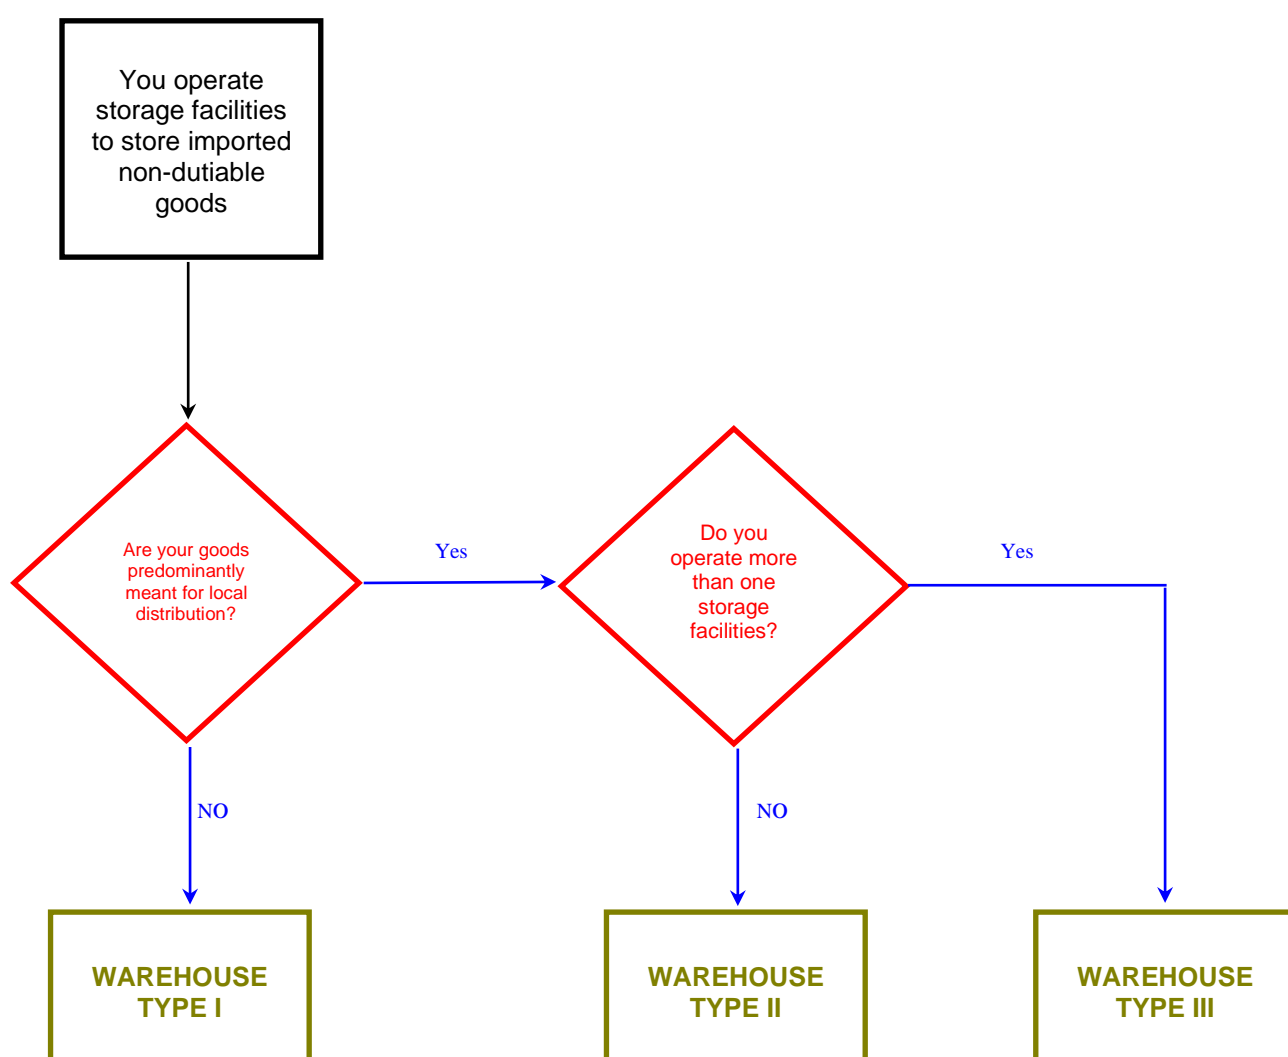 You operate
storage facilities
to store imported
non-dutiable
goods
Are your goods
predominantly
meant for local
distribution?
Yes
Do you
operate more
than one
storage
facilities?
Yes
NO
NO
WAREHOUSE
TYPE I
WAREHOUSE
TYPE II
WAREHOUSE
TYPE III